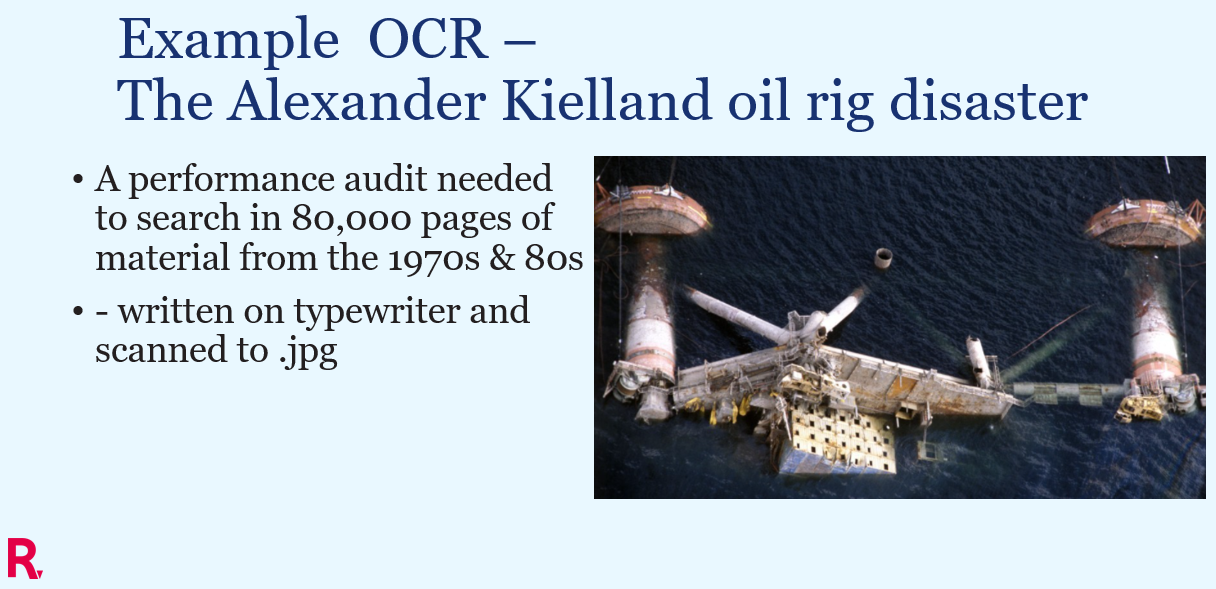 Example  OCR –
The Alexander Kielland oil rig disaster
• A performance audit needed
to search in 80,000 pages of
material from the 1970s & 80s
• - written on typewriter and
scanned to .jpg
R